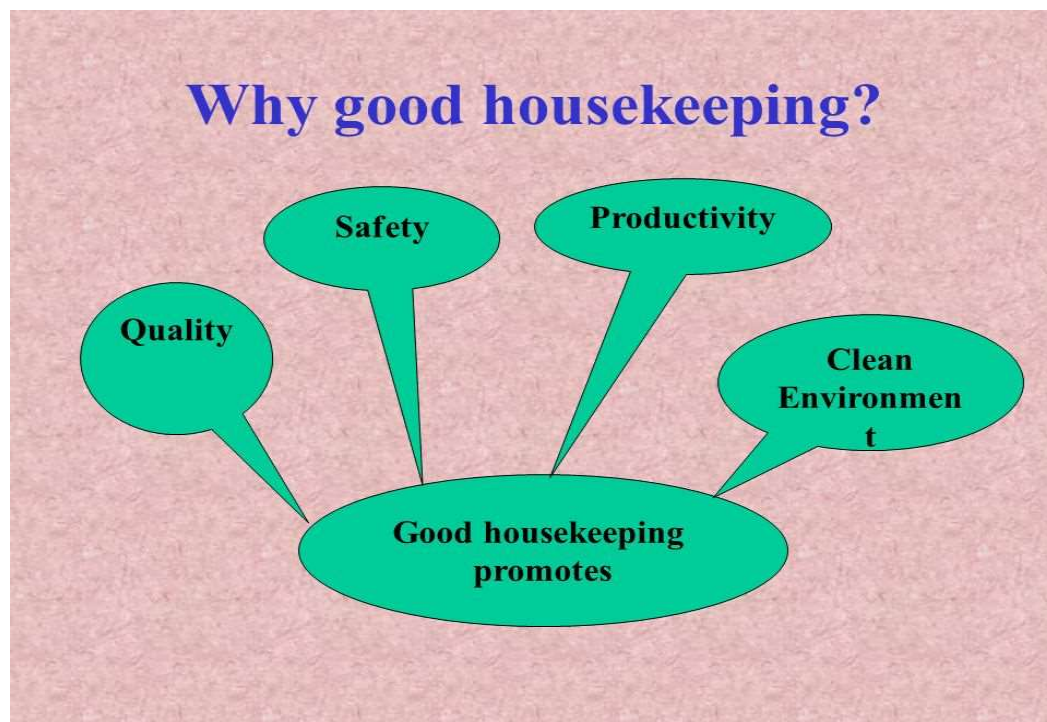 Why good housekeeping?
Safety
Productivity
Quality
Clean
Environmen
t
Good housekeeping
promotes